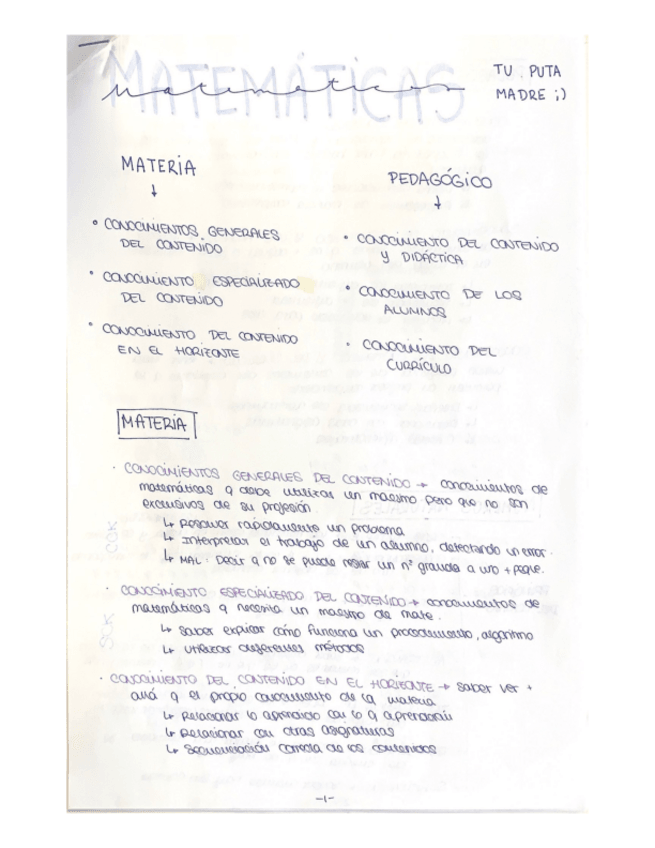 MATEMÁTICAS
Matemáticas
TU PUTA
MADRE ;)
MATERIA
↓
• CONOCIMIENTOS GENERALES
DEL CONTENIDO
• CONOCIMIENTO ESPECIALIZADO
DEL CONTENIDO
• CONOCIMIENTO DEL CONTENIDO
EN EL HORIZONTE
PEDAGÓGICO
↓
• CONOCIMIENTO DEL CONTENIDO
Y DIDÁCTICA
• CONOCIMIENTO DE LOS
ALUMNOS
• CONOCIMIENTO DEL
CURRÍCULO
MATERIA
· CONOCIMIENTOS GENERALES DEL CONTENIDO → conocimientos de
matemáticas q debe utilizar un maestro pero que no son
exclusivos de su profesión
↳ Resolver rápidamente un problema
↳ Interpretar el trabajo de un alumno, detectando un error.
↳ MAL: Decir q no se puede restar un nº grande a uno + peque.
CCK
· CONOCIMIENTO ESPECIALIZADO DEL CONTENIDO → conocimientos de
matemáticas q necesita un maestro de mate.
↳ Saber explicar cómo funciona un procedimiento, algoritmo
↳ Utilizar diferentes métodos
SCK
· CONOCIMIENTO DEL CONTENIDO EN EL HORIZONTE → saber ver +
allá q el propio conocimiento de la materia
↳ Relacionar lo aprendido con lo q aprenderán
↳ Relacionar con otras asignaturas
↳ Secuenciación correcta de los contenidos
-1-